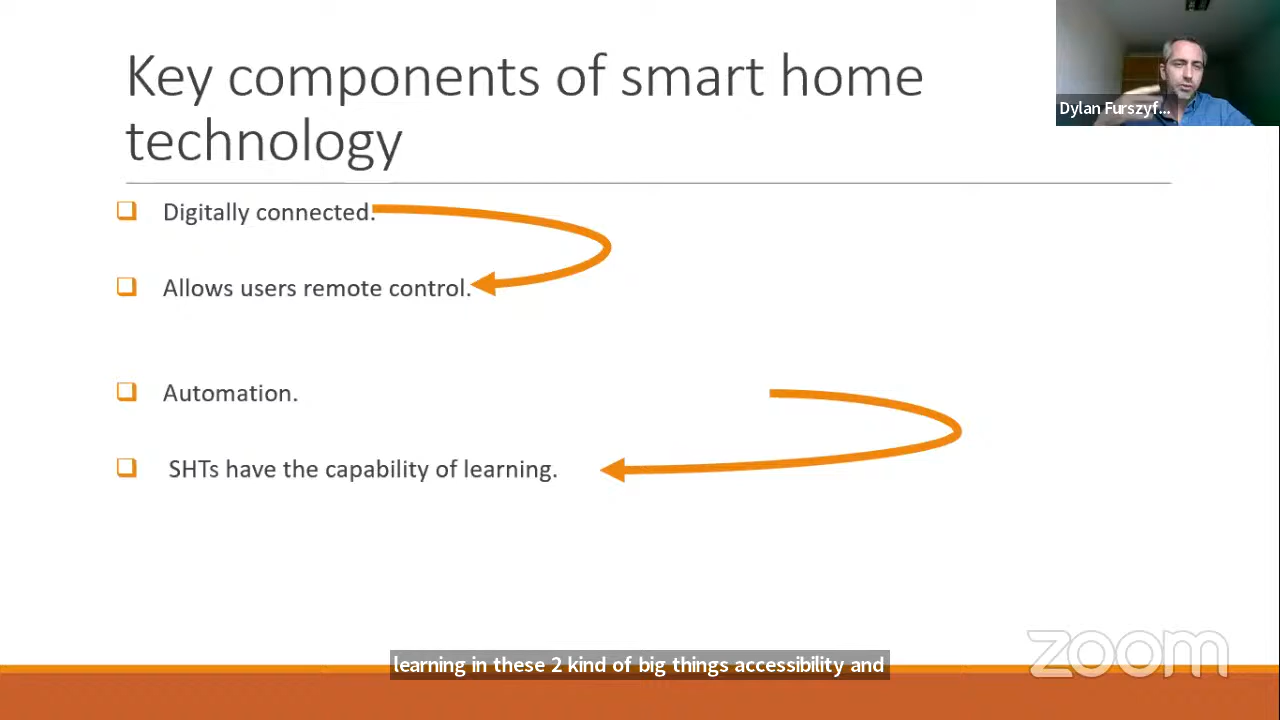 Key components of smart home
technology
Dylan Furszyf...
Digitally connected.
Allows users remote control.
Automation.
SHTs have the capability of learning.
zoom
learning in these 2 kind of big things accessibility and